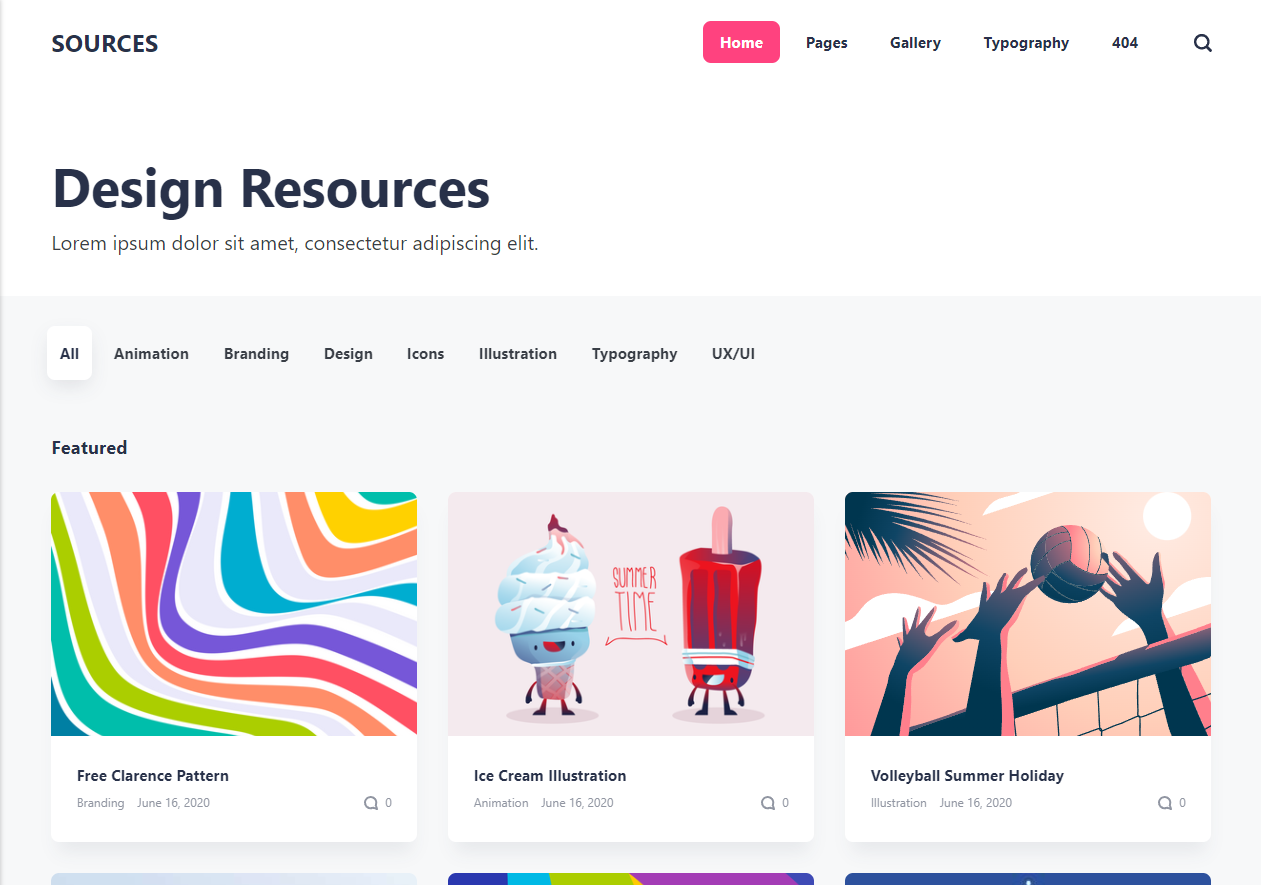 SOURCES
Home Pages Gallery Typography 404
Design Resources
Lorem ipsum dolor sit amet, consectetur adipiscing elit.
All Animation Branding Design Icons Illustration Typography UX/UI
Featured
SUMMER
TIME
Free Clarence Pattern
Branding June 16, 2020 0
Ice Cream Illustration
Animation June 16, 2020 0
Volleyball Summer Holiday
Illustration June 16, 2020 0